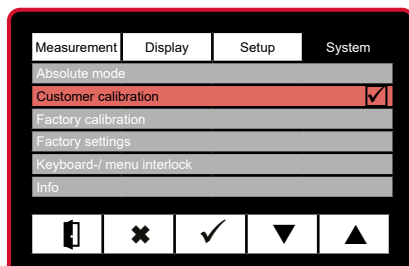 Measurement Display Setup System
Absolute mode
Customer calibration
Factory calibration
Factory settings
Keyboard-/ menu interlock
Info